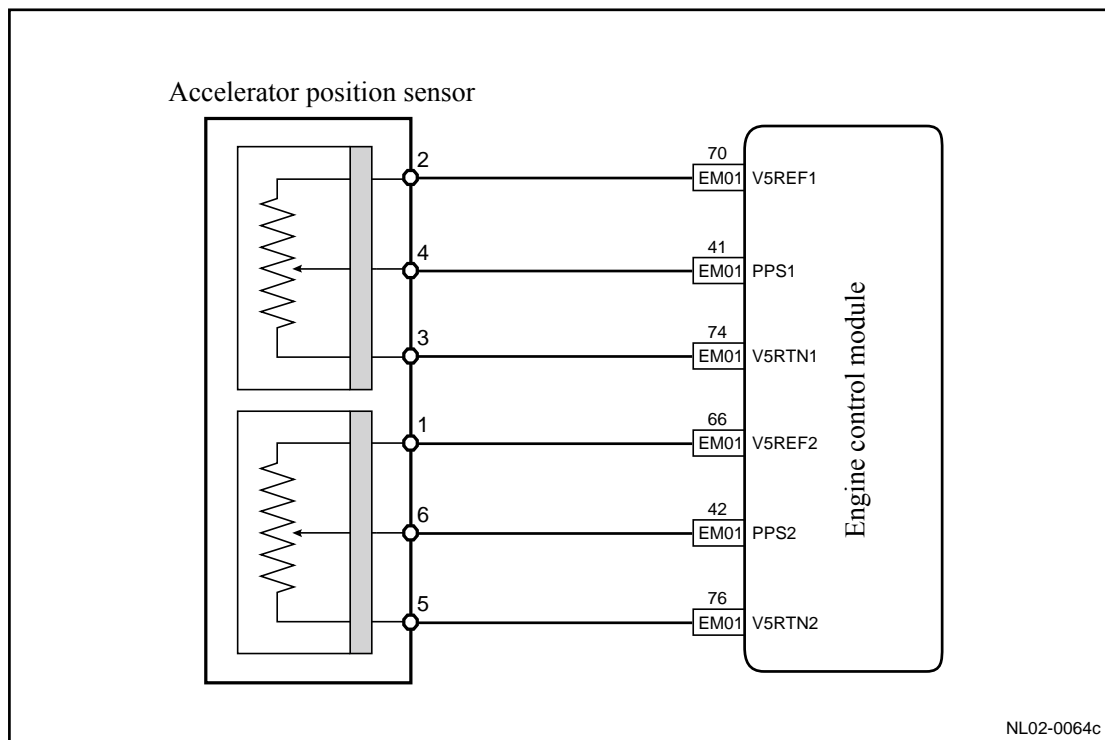 Accelerator position sensor
2
70
EM01 V5REF1
4
41
EM01 PPS1
3
74
EM01 V5RTN1
1
66
EM01 V5REF2
6
42
EM01 PPS2
5
76
EM01 V5RTN2
Engine control module
NL02-0064c